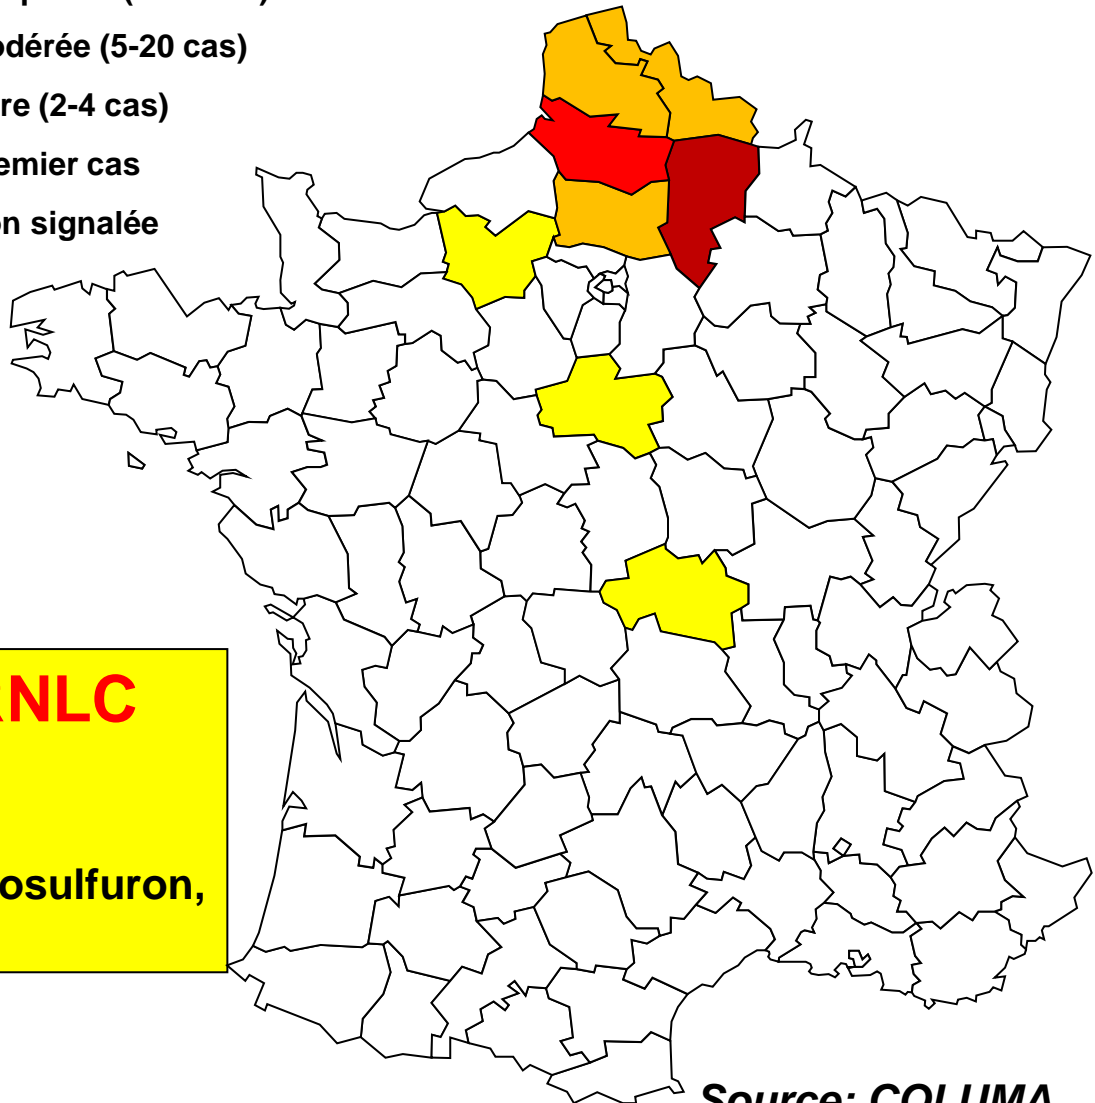 odérée (5-20 cas)
re (2-4 cas)
emier cas
on signalée
NLC
osulfuron,
Source: COLUMA